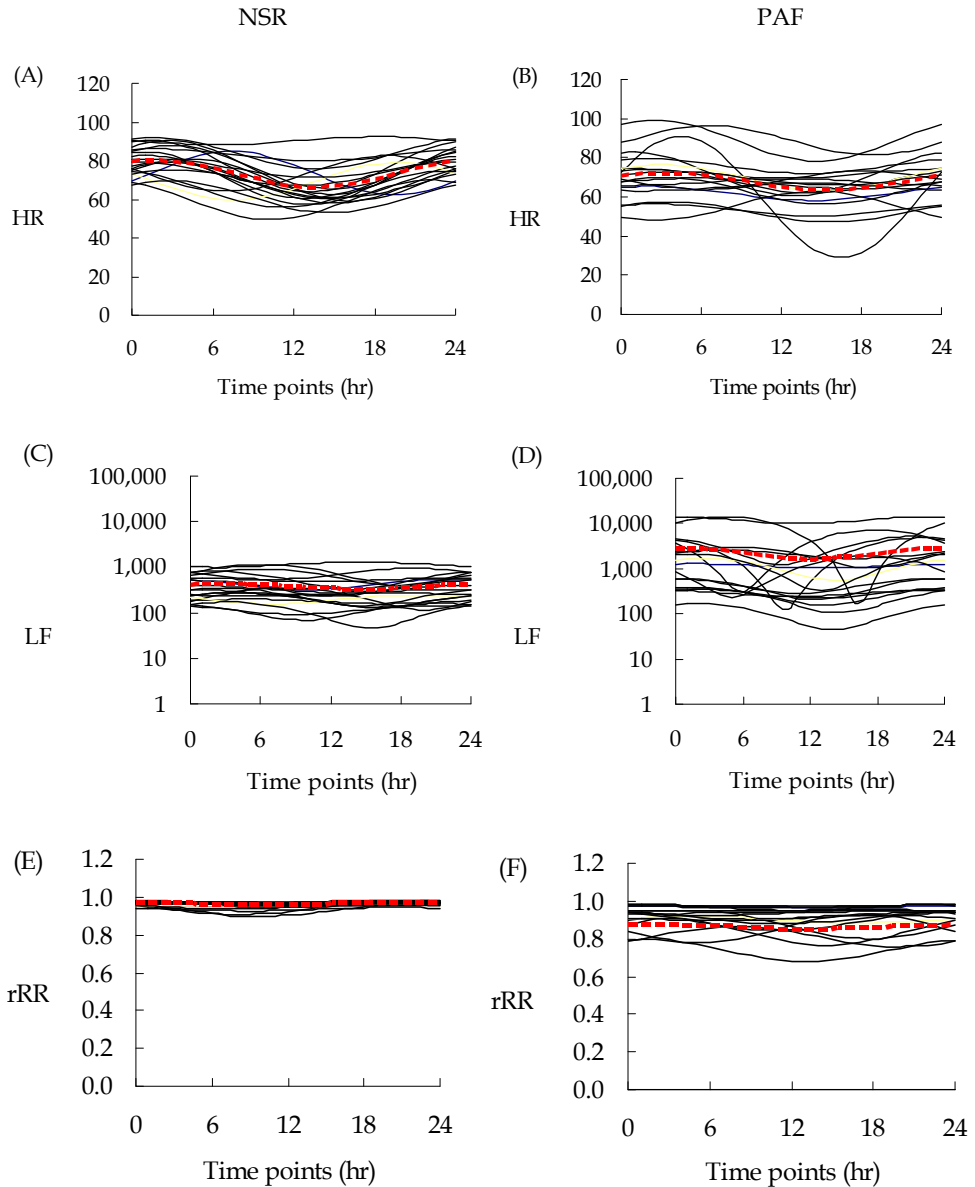 NSR
PAF
(A)
120
100
80
60
40
20
0
HR
0 6 12 18 24
Time points (hr)
(B)
120
100
80
60
40
20
0
HR
0 6 12 18 24
Time points (hr)
(C)
100,000
10,000
1,000
100
10
1
LF
0 6 12 18 24
Time points (hr)
(D)
100,000
10,000
1,000
100
10
1
LF
0 6 12 18 24
Time points (hr)
(E)
1.2
1.0
0.8
0.6
0.4
0.2
0.0
rRR
0 6 12 18 24
Time points (hr)
(F)
1.2
1.0
0.8
0.6
0.4
0.2
0.0
rRR
0 6 12 18 24
Time points (hr)